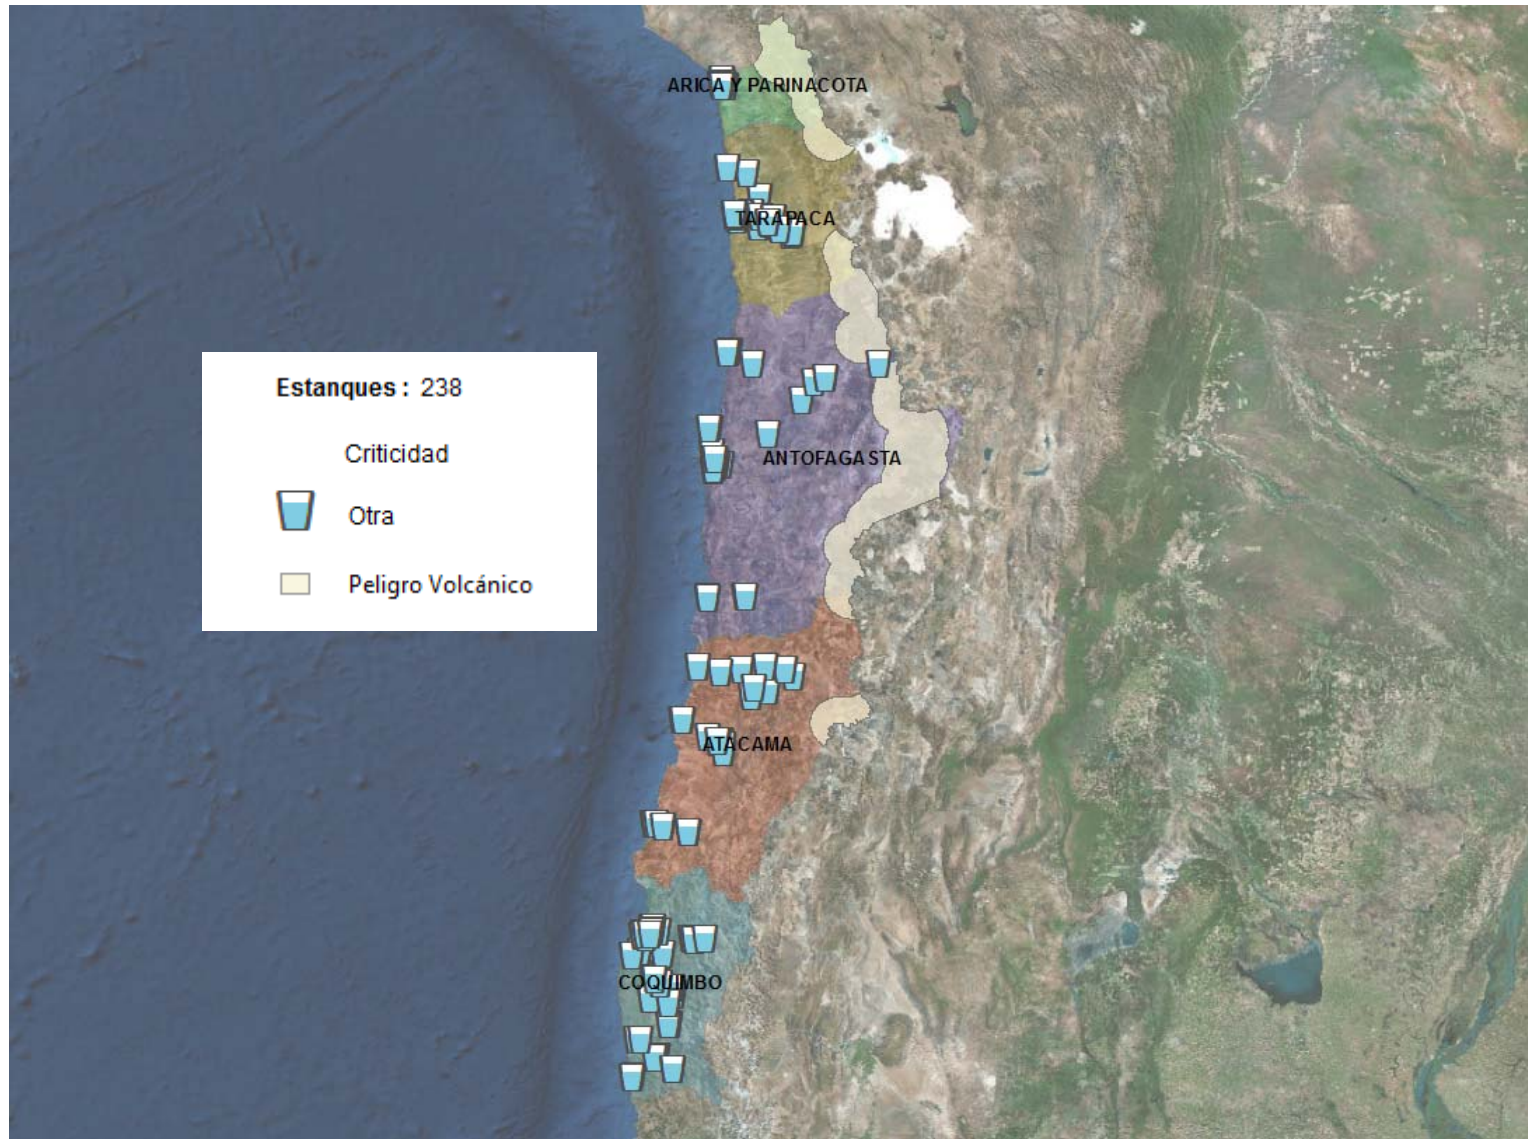 ARICA Y PARINACOTA
TARAPACA
Estanques : 238
Criticidad
ANTOFAGASTA
Otra
Peligro Volcánico
ATACAMA
COQUIMBO